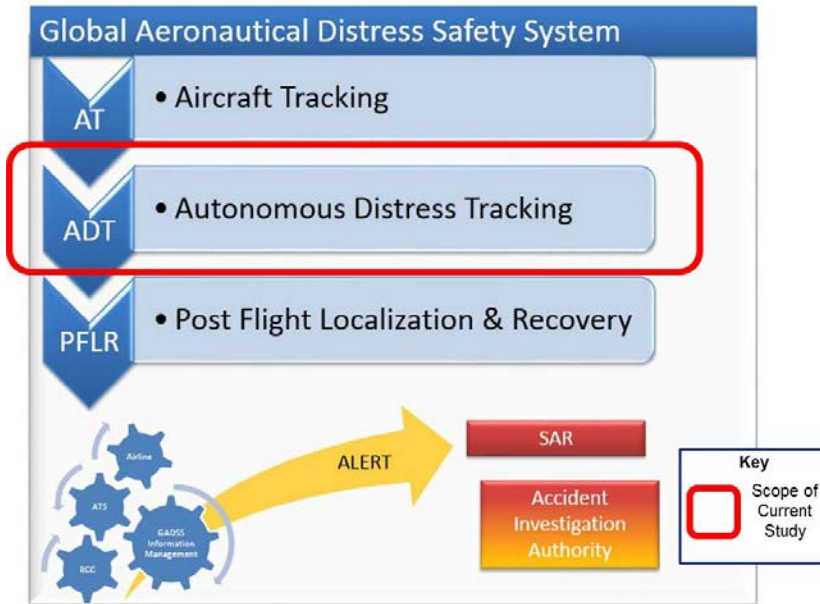 Global Aeronautical Distress Safety System
AT
• Aircraft Tracking
ADT
• Autonomous Distress Tracking
PFLR
• Post Flight Localization & Recovery
Airline
ATS
GADSS
Information
Management
RCC
ALERT
SAR
Accident
Investigation
Authority
Key
Scope of
Current
Study